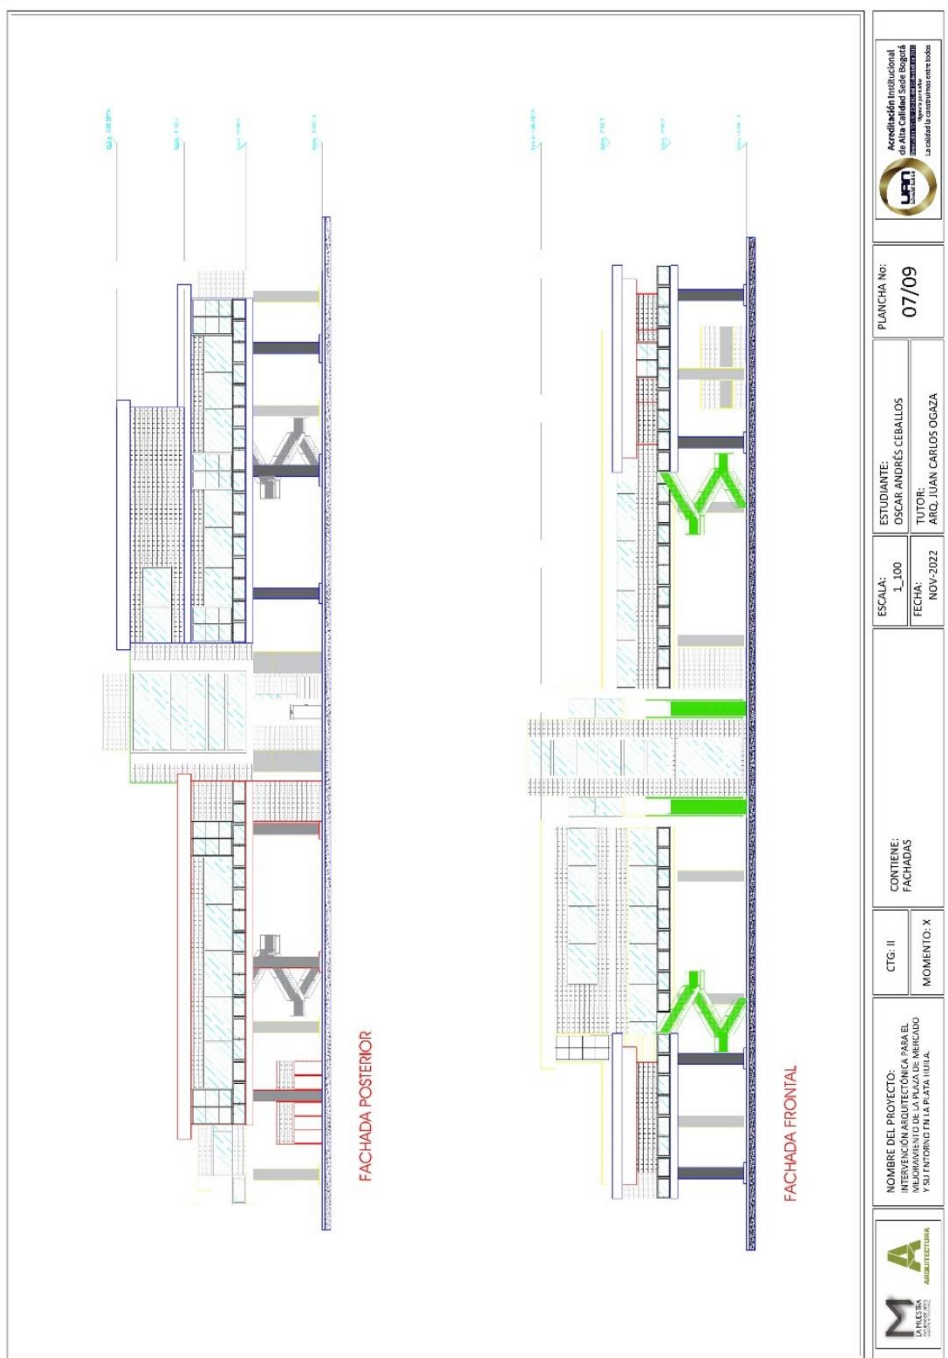 FACHADA POSTERIOR
FACHADA FRONTAL
LA MUESTRA
ARQUITECTURA
NOMBRE DEL PROYECTO:
INTERVENCIÓN ARQUITECTÓNICA PARA EL
MEJORAMIENTO DE LA PLAZA DE MERCADO
Y SU ENTORNO EN LA PLATA HUILA.
CTG: II
MOMENTO: X
CONTIENE:
FACHADAS
ESCALA:
1_100
FECHA:
NOV-2022
ESTUDIANTE:
OSCAR ANDRÉS CEBALLOS
TUTOR:
ARQ. JUAN CARLOS OGAZA
PLANCHA No:
07/09
UAN
Acreditación Institucional
de Alta Calidad Sede Bogotá
La calidad la construimos entre todos